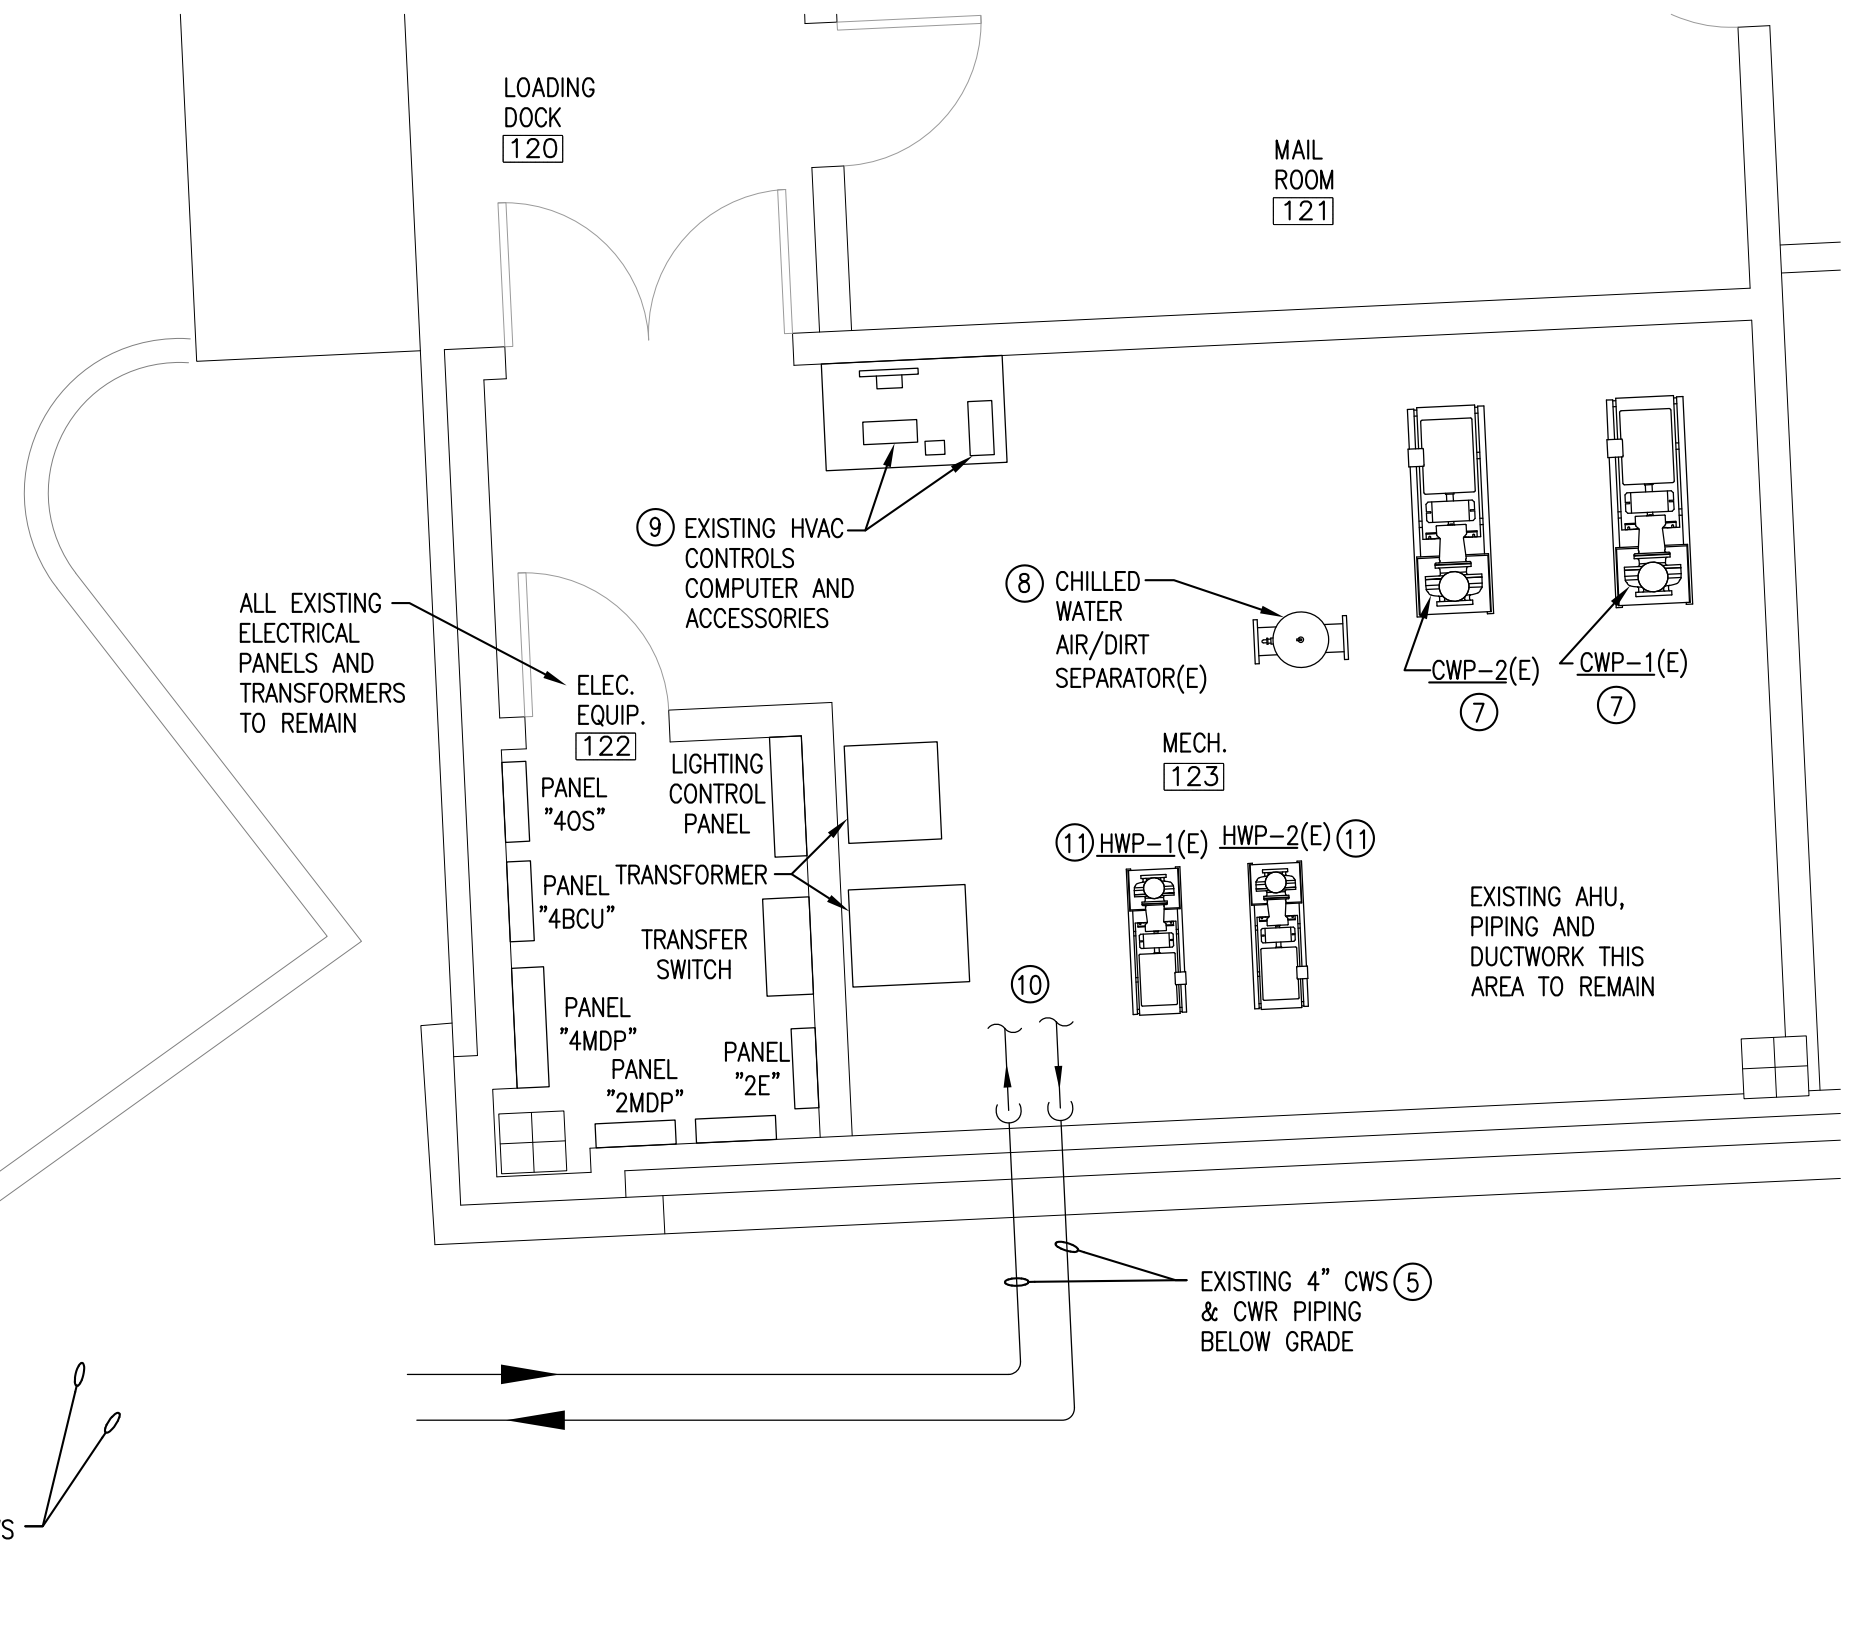 LOADING
DOCK
120
MAIL
ROOM
121
9 EXISTING HVAC
CONTROLS
COMPUTER AND
ACCESSORIES
8 CHILLED
WATER
AIR/DIRT
SEPARATOR(E)
CWP-2(E)
7
CWP-1(E)
7
ALL EXISTING
ELECTRICAL
PANELS AND
TRANSFORMERS
TO REMAIN
ELEC.
EQUIP.
122
MECH.
123
LIGHTING
CONTROL
PANEL
PANEL
"4OS"
TRANSFORMER
PANEL
"4BCU"
TRANSFER
SWITCH
11 HWP-1(E)
HWP-2(E) 11
EXISTING AHU,
PIPING AND
DUCTWORK THIS
AREA TO REMAIN
10
PANEL
"4MDP"
PANEL
"2MDP"
PANEL
"2E"
EXISTING 4" CWS 5
& CWR PIPING
BELOW GRADE